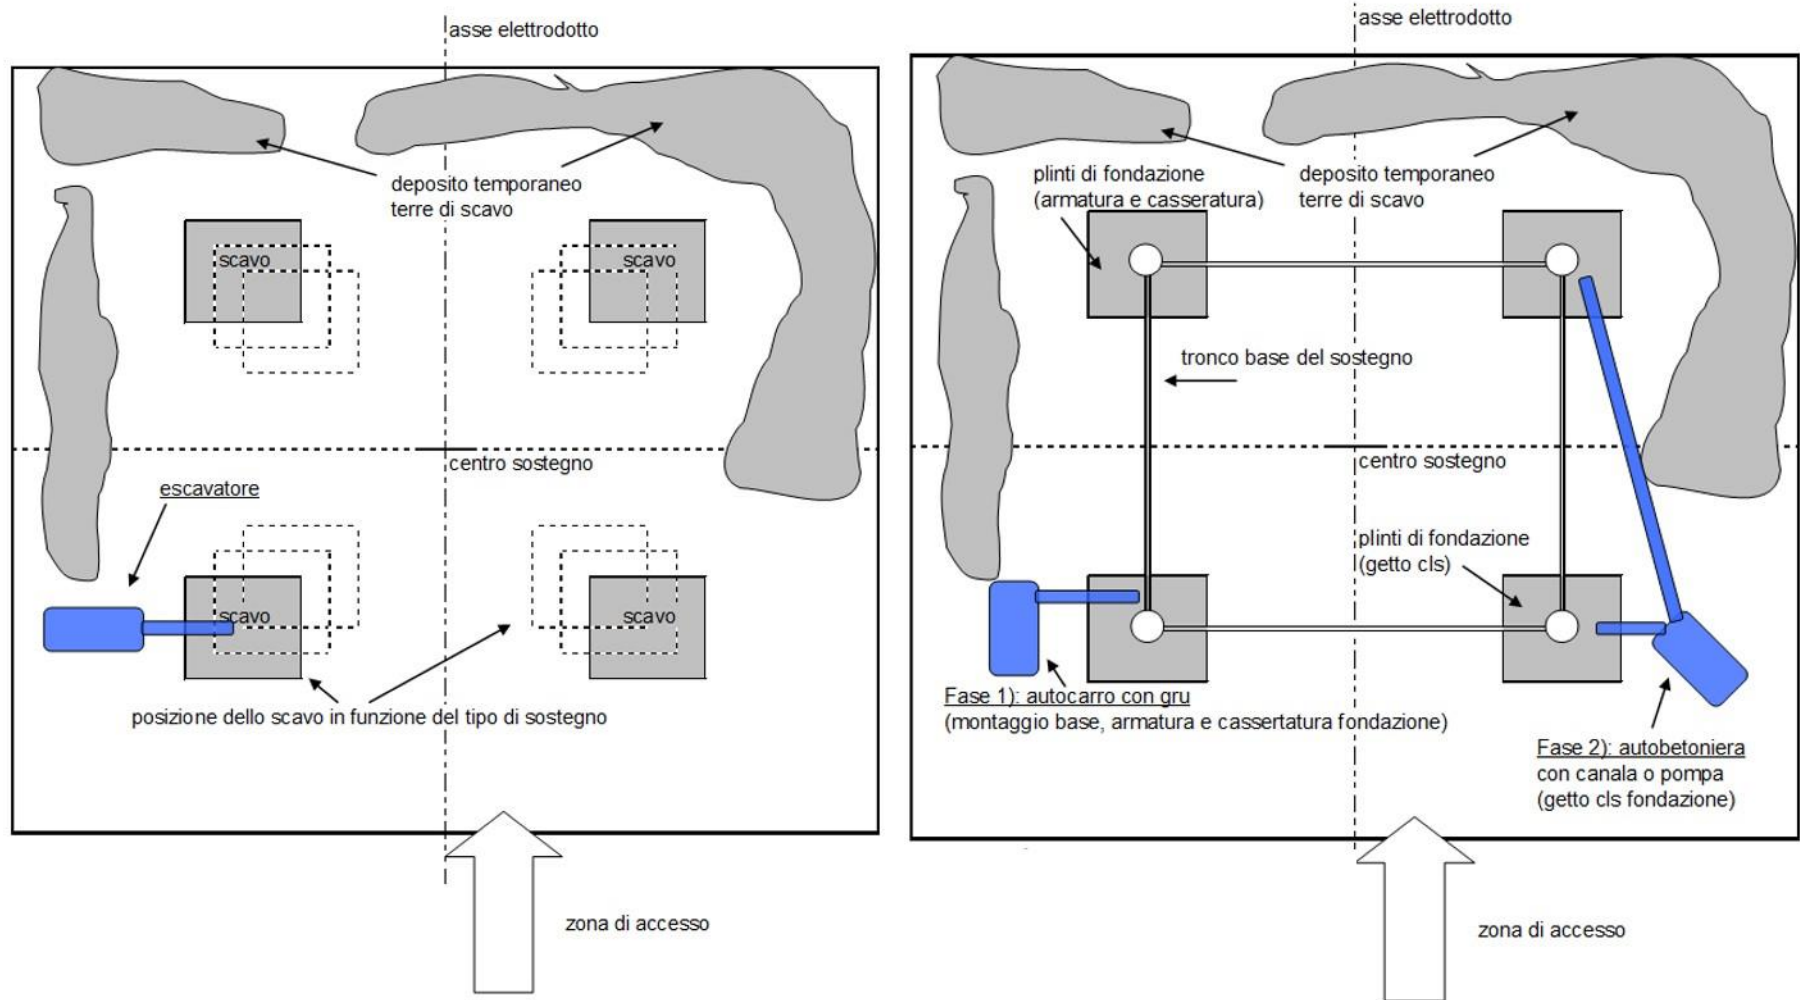 asse elettrodotto
deposito temporaneo
terre di scavo
scavo
scavo
centro sostegno
escavatore
scavo
scavo
posizione dello scavo in funzione del tipo di sostegno
zona di accesso
asse elettrodotto
plinti di fondazione
(armatura e casseratura)
deposito temporaneo
terre di scavo
tronco base del sostegno
centro sostegno
plinti di fondazione
(getto cls)
Fase 1): autocarro con gru
(montaggio base, armatura e cassertatura fondazione)
Fase 2): autobetoniera
con canala o pompa
(getto cls fondazione)
zona di accesso